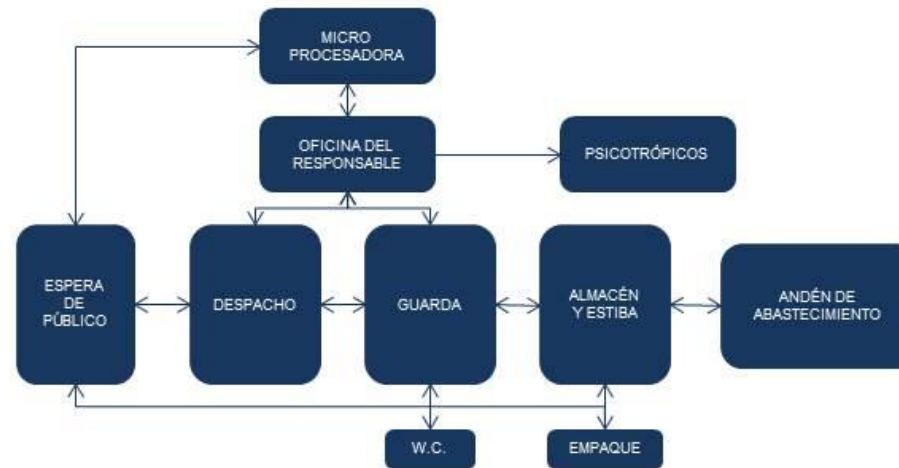 MICRO
PROCESADORA
OFICINA DEL
RESPONSABLE
PSICOTRÓPICOS
ESPERA
DE
PÚBLICO
DESPACHO
GUARDA
ALMACÉN
Y ESTIBA
ANDÉN DE
ABASTECIMIENTO
W.C.
EMPAQUE